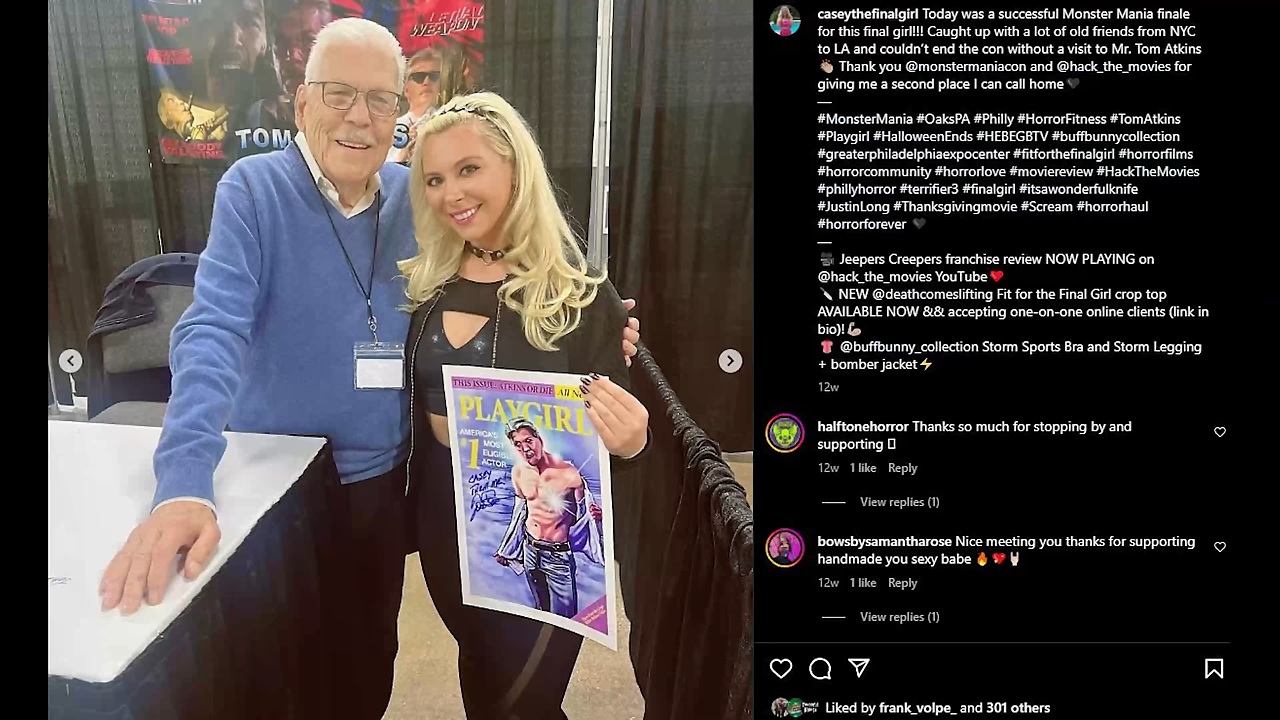 LETHAL
WEAPON
TOM
BLOODY
VALENTINE
THIS ISSUE: ATKINS OR DIE
PLAYGIRL
AMERICA'S
#1 MOST
ELIGIBLE
ACTOR
CASEY
caseythefinalgirl Today was a successful Monster Mania finale
for this final girl!!! Caught up with a lot of old friends from NYC
to LA and couldn't end the con without a visit to Mr. Tom Atkins
👏🏼 Thank you @monstermaniacon and @hack_the_movies for
giving me a second place I can call home🖤
—
#MonsterMania #OaksPA #Philly #HorrorFitness #TomAtkins
#Playgirl #HalloweenEnds #HEBEGBTV #buffbunnycollection
#greaterphiladelphiaexpocenter #fitforthefinalgirl #horrorfilms
#horrorcommunity #horrorlove #moviereview #HackTheMovies
#phillyhorror #terrifier3 #finalgirl #itsawonderfulknife
#JustinLong #Thanksgivingmovie #Scream #horrorhaul
#horrorforever 🖤
—
🎥 Jeepers Creepers franchise review NOW PLAYING on
@hack_the_movies YouTube❤️
🔪 NEW @deathcomeslifting Fit for the Final Girl crop top
AVAILABLE NOW && accepting one-on-one online clients (link in
bio)!💪🏼
👚 @buffbunny_collection Storm Sports Bra and Storm Legging
+ bomber jacket⚡
12w
halftonehorror Thanks so much for stopping by and
supporting
12w 1 like Reply
View replies (1)
bowsbysamantharose Nice meeting you thanks for supporting
handmade you sexy babe 🔥💖🤘🏻
12w 1 like Reply
View replies (1)
Liked by frank_volpe_ and 301 others